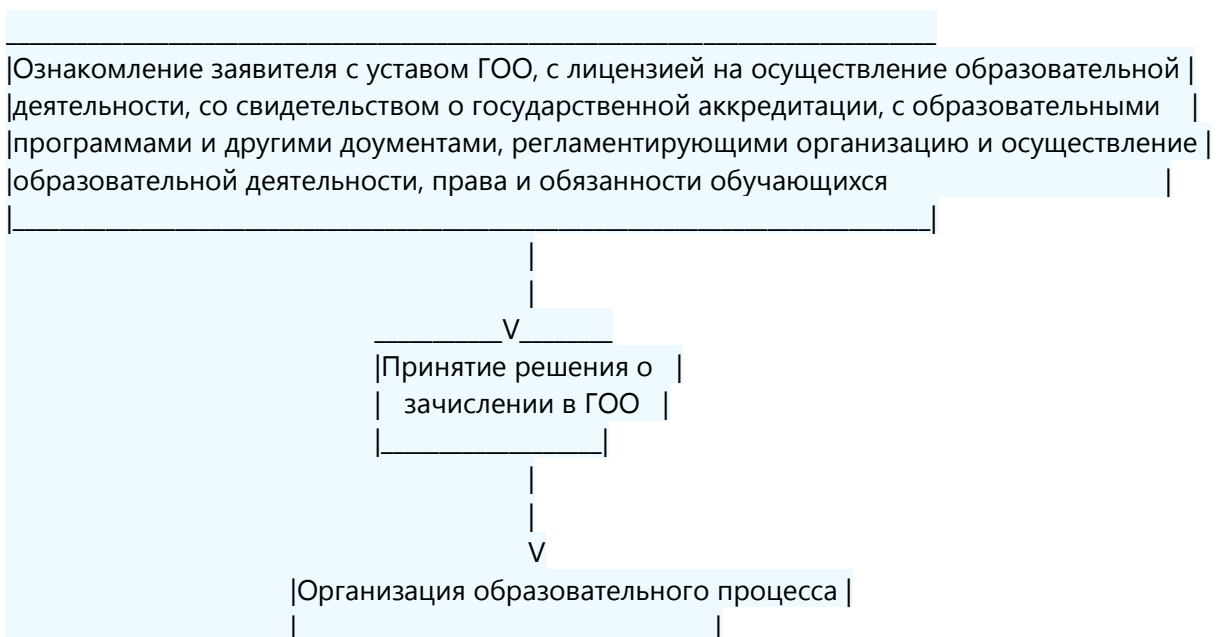 Ознакомление заявителя с уставом ГОО, с лицензией на осуществление образовательной
деятельности, со свидетельством о государственной аккредитации, с образовательными
программами и другими доументами, регламентирующими организацию и осуществление
образовательной деятельности, права и обязанности обучающихся
V
Принятие решения о
зачислении в ГОО
V
Организация образовательного процесса